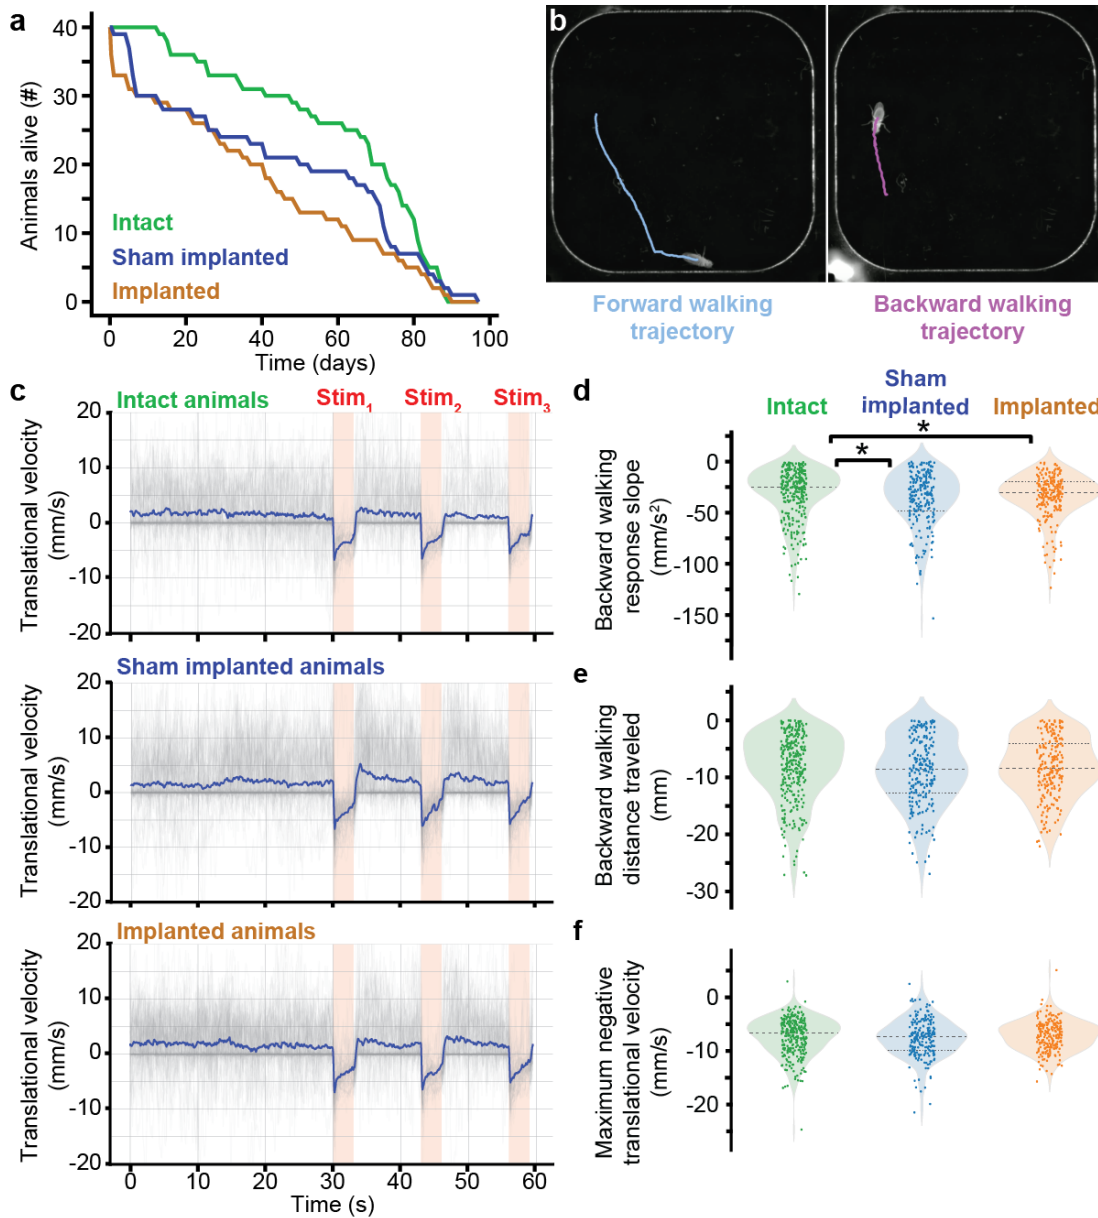 a
Animals alive (#)
40
30
20
10
0
Intact
Sham implanted
Implanted
0 20 40 60 80 100
Time (days)
b
Forward walking
trajectory
Backward walking
trajectory
c
Intact animals
Stim1 Stim2 Stim3
Translational velocity
(mm/s)
20
10
0
-10
-20
Sham implanted animals
Translational velocity
(mm/s)
20
10
0
-10
-20
Implanted animals
Translational velocity
(mm/s)
20
10
0
-10
-20
0 10 20 30 40 50 60
Time (s)
d
Intact
Sham
implanted
Implanted
*
*
Backward walking
response slope
(mm/s²)
0
-50
-100
-150
e
Backward walking
distance traveled
(mm)
0
-10
-20
-30
f
Maximum negative
translational velocity
(mm/s)
0
-10
-20